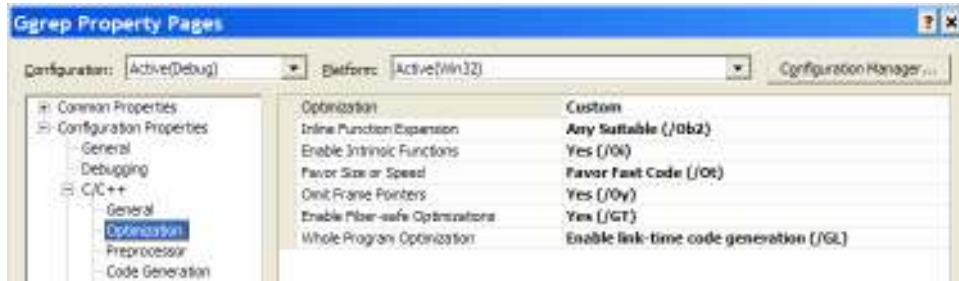 Ggrep Property Pages
Configuration: Active(Debug) Platform: Active(Win32) Configuration Manager...
Common Properties
Configuration Properties
General
Debugging
C/C++
General
Optimization
Preprocessor
Code Generation
Optimization Custom
Inline Function Expansion Any Suitable (/Ob2)
Enable Intrinsic Functions Yes (/Oi)
Favor Size or Speed Favor Fast Code (/Ot)
Omit Frame Pointers Yes (/Oy)
Enable Fiber-safe Optimizations Yes (/GT)
Whole Program Optimization Enable link-time code generation (/GL)